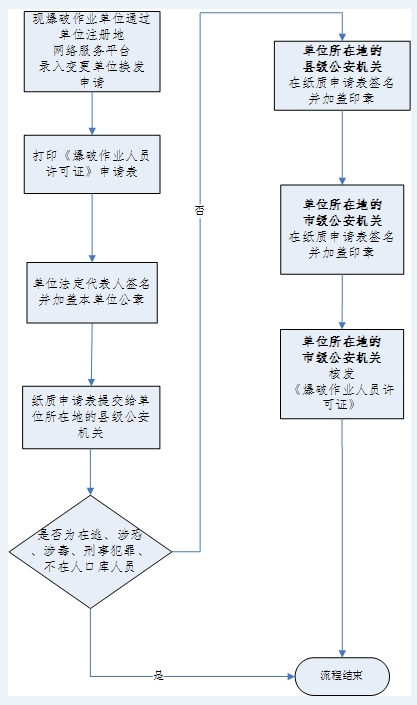 现爆破作业单位通过
单位注册地
网络服务平台
录入变更单位换发
申请
打印《爆破作业人员
许可证》申请表
单位法定代表人签名
并加盖本单位公章
纸质申请表提交给单
位所在地的县级公安
机关
是否为在逃、涉恐
、涉毒、刑事犯罪、
不在人口库人员
否
是
单位所在地的
县级公安机关
在纸质申请表签名
并加盖印章
单位所在地的
市级公安机关
在纸质申请表签名
并加盖印章
单位所在地的
市级公安机关
核发
《爆破作业人员许
可证》
流程结束